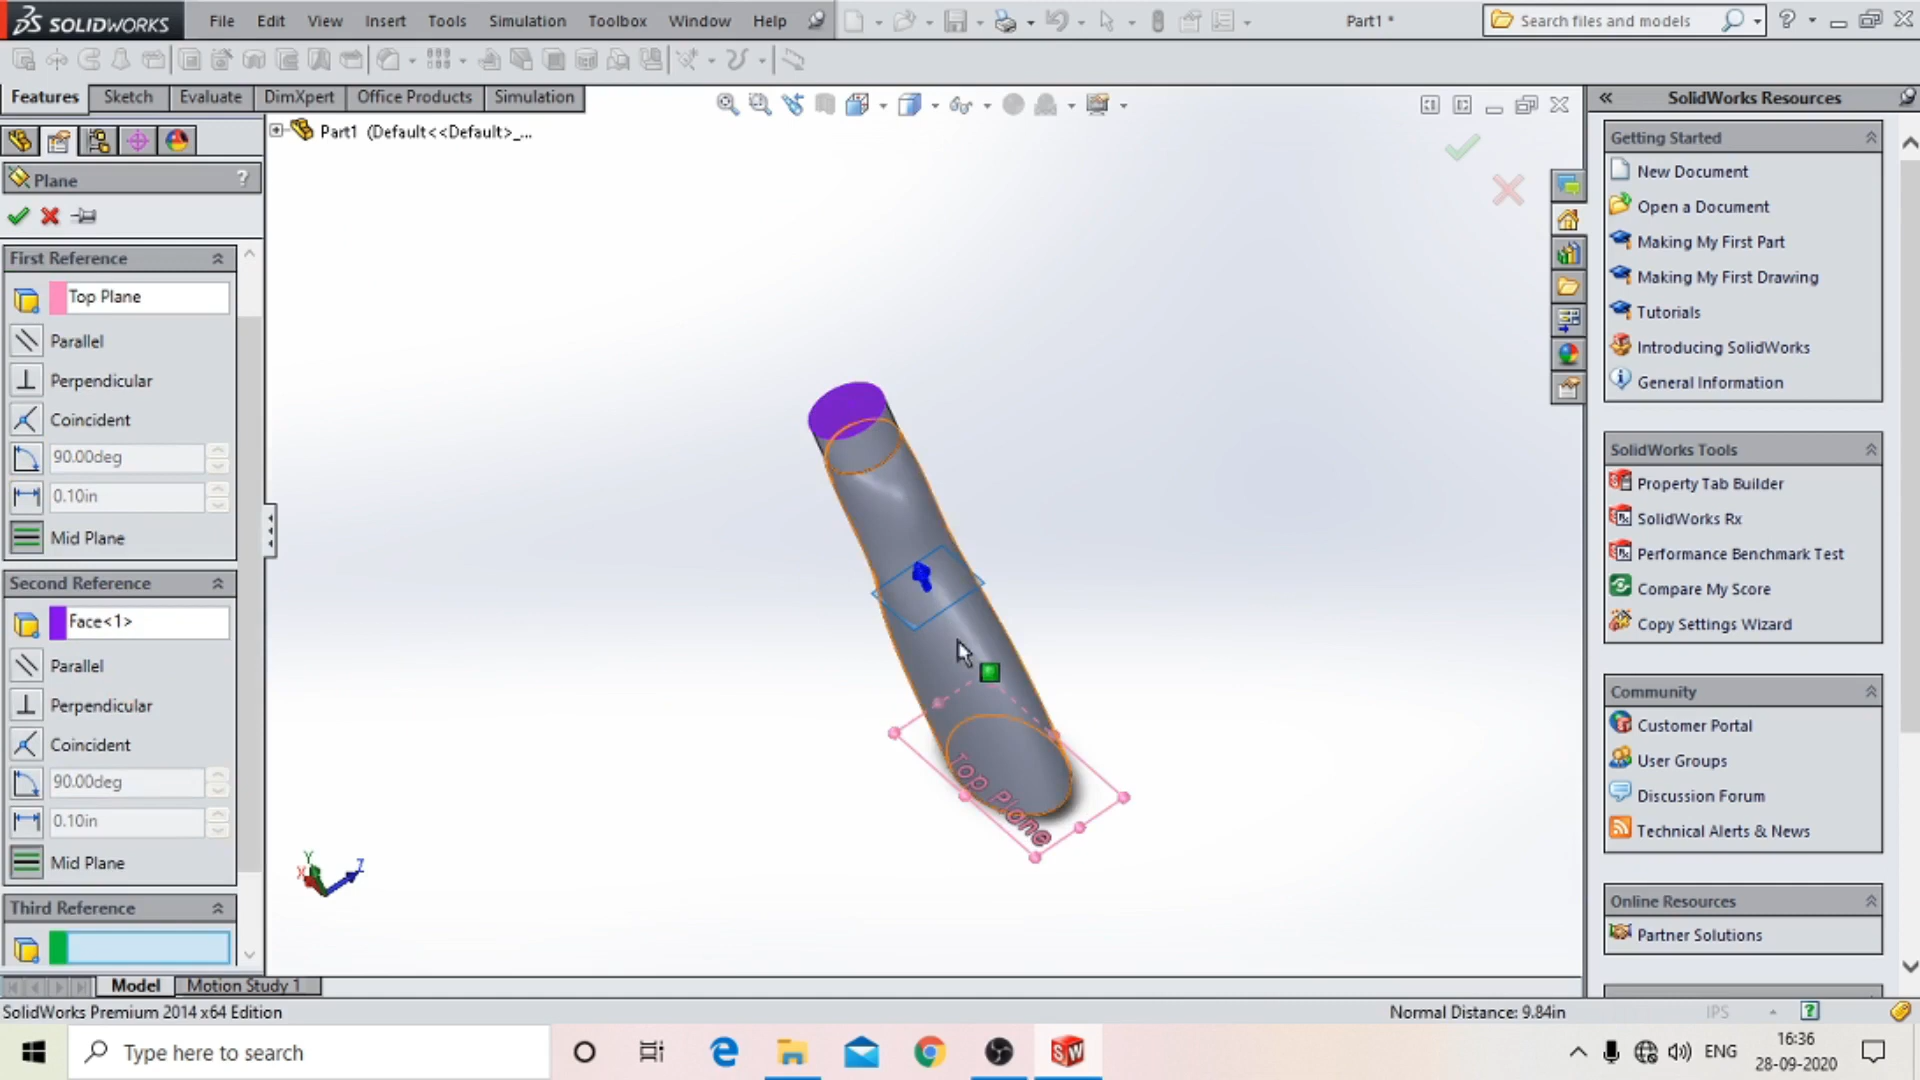 SOLIDWORKS
File Edit View Insert Tools Simulation Toolbox Window Help
Part1 *
Search files and models
Features Sketch Evaluate DimXpert Office Products Simulation
Part1 (Default<<Default>_...
Plane
?
First Reference
Top Plane
Parallel
Perpendicular
Coincident
90.00deg
0.10in
Mid Plane
Second Reference
Face<1>
Parallel
Perpendicular
Coincident
90.00deg
0.10in
Mid Plane
Third Reference
Top Plane
Y
X
Z
Model Motion Study 1
SolidWorks Resources
Getting Started
New Document
Open a Document
Making My First Part
Making My First Drawing
Tutorials
Introducing SolidWorks
General Information
SolidWorks Tools
Property Tab Builder
SolidWorks Rx
Performance Benchmark Test
Compare My Score
Copy Settings Wizard
Community
Customer Portal
User Groups
Discussion Forum
Technical Alerts & News
Online Resources
Partner Solutions
SolidWorks Premium 2014 x64 Edition
Normal Distance: 9.84in
IPS
Type here to search
ENG
16:36
28-09-2020